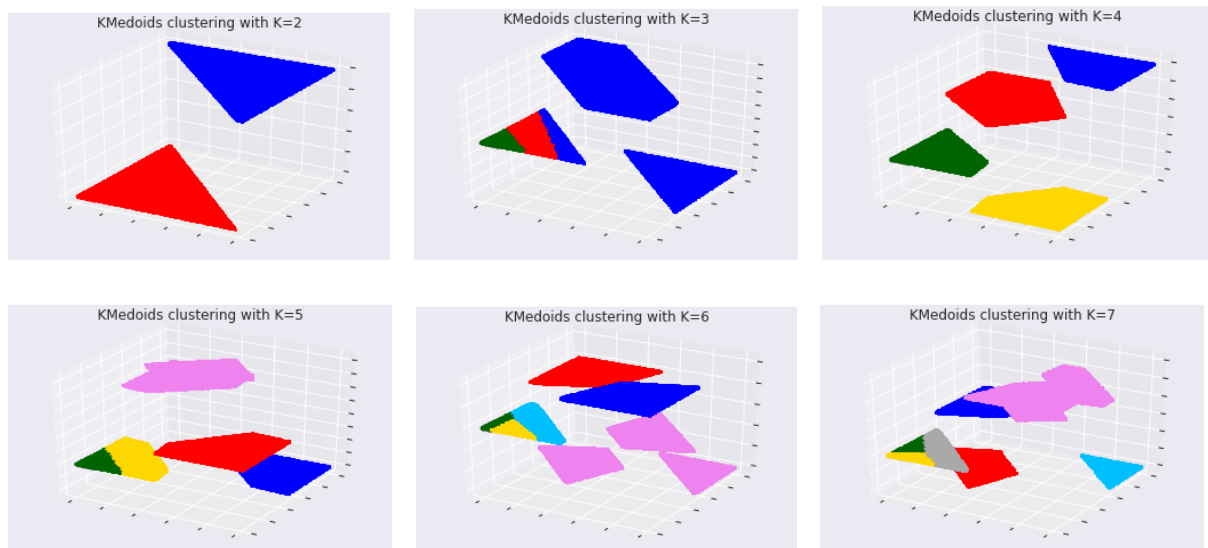 KMedoids clustering with K=2
KMedoids clustering with K=3
KMedoids clustering with K=4
KMedoids clustering with K=5
KMedoids clustering with K=6
KMedoids clustering with K=7